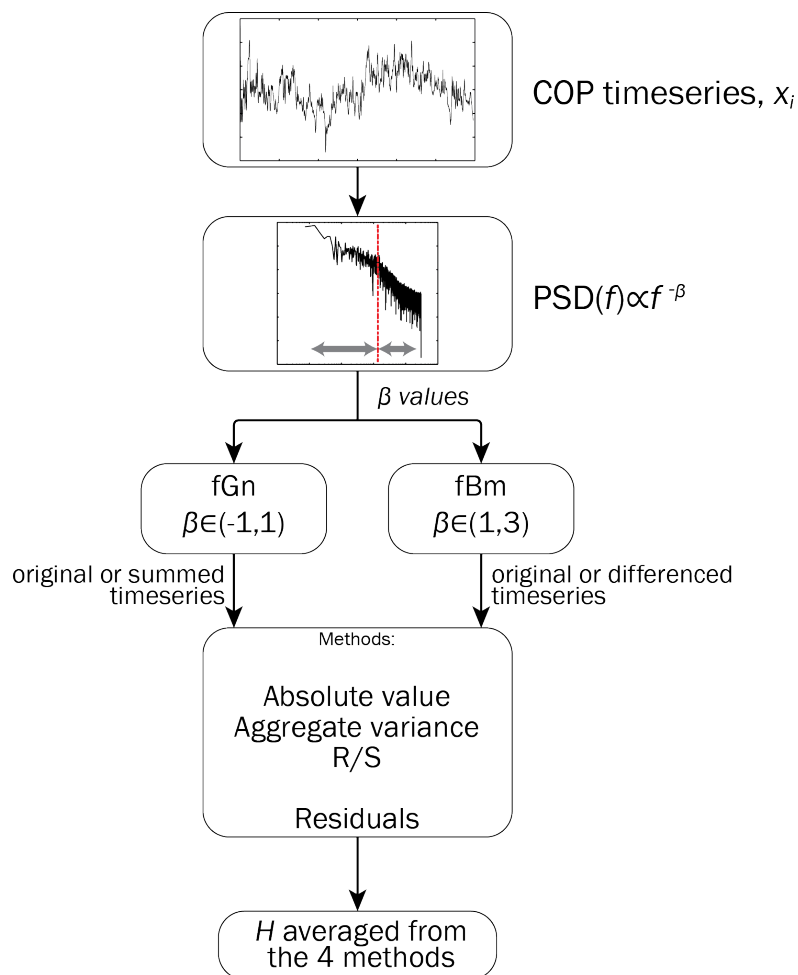 COP timeseries, xᵢ
PSD(f)∝f⁻ᵝ
β values
fGn
β∈(-1,1)
fBm
β∈(1,3)
original or summed
timeseries
original or differenced
timeseries
Methods:
Absolute value
Aggregate variance
R/S
Residuals
H averaged from
the 4 methods